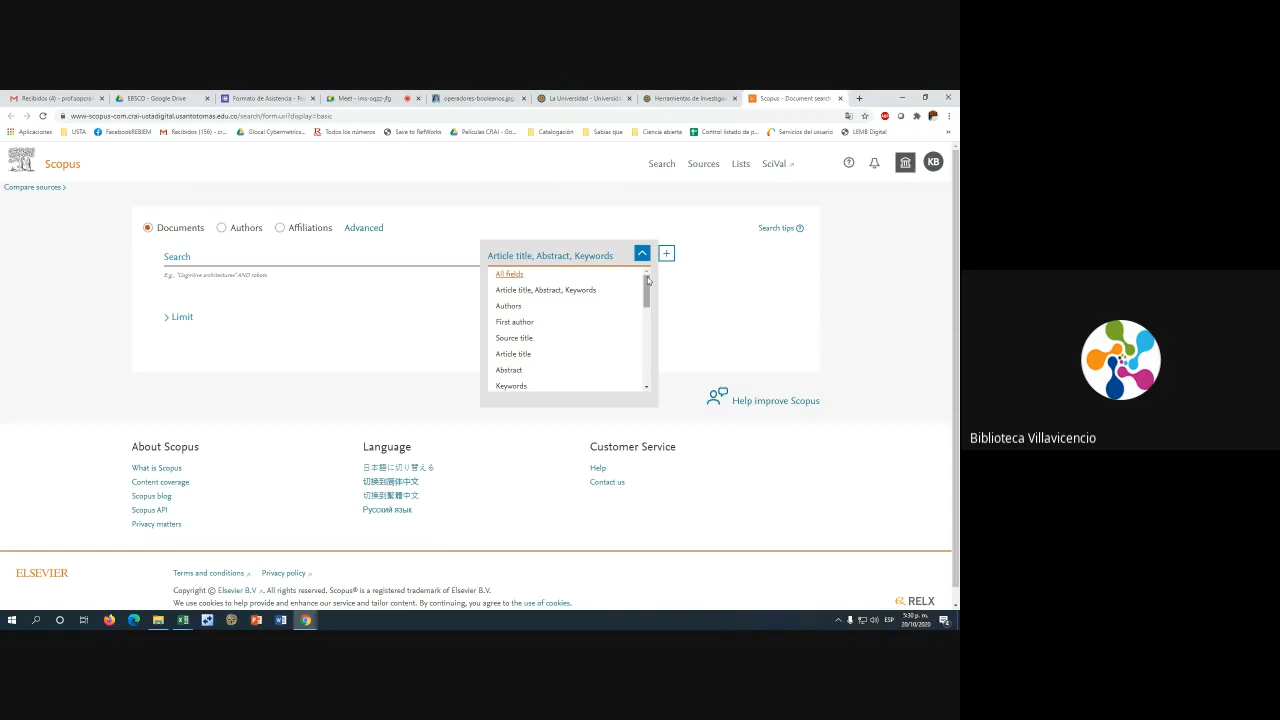 Recibidos (4) - prof.sopcra
EBSCO - Google Drive
Formato de Asistencia - Fo
Meet - ims-oqzz-jfg
operadores-booleanos.jpg
La Universidad - Universida
Herramientas de Investigac
Scopus - Document search
www-scopus-com.crai-ustadigital.usantotomas.edu.co/search/form.uri?display=basic
Aplicaciones
USTA
FacebookREBIEM
Recibidos (156) - cr...
Glocal Cybermetrics...
Todos los números
Save to RefWorks
Películas CRAI - Go...
Catalogación
Sabias que
Ciencia abierta
Control listado de p...
Servicios del usuario
LEMB Digital
»
Scopus
Search
Sources
Lists
SciVal
KB
Compare sources >
Documents
Authors
Affiliations
Advanced
Search tips
Search
Article title, Abstract, Keywords
E.g., "Cognitive architectures" AND robots
All fields
Article title, Abstract, Keywords
Authors
First author
Source title
Article title
Abstract
Keywords
> Limit
Help improve Scopus
About Scopus
What is Scopus
Content coverage
Scopus blog
Scopus API
Privacy matters
Language
日本語に切り替える
切换到简体中文
切換到繁體中文
Русский язык
Customer Service
Help
Contact us
ELSEVIER
Terms and conditions
Privacy policy
Copyright © Elsevier B.V. All rights reserved. Scopus® is a registered trademark of Elsevier B.V.
We use cookies to help provide and enhance our service and tailor content. By continuing, you agree to the use of cookies.
RELX
ESP
5:30 p. m.
20/10/2020
Biblioteca Villavicencio